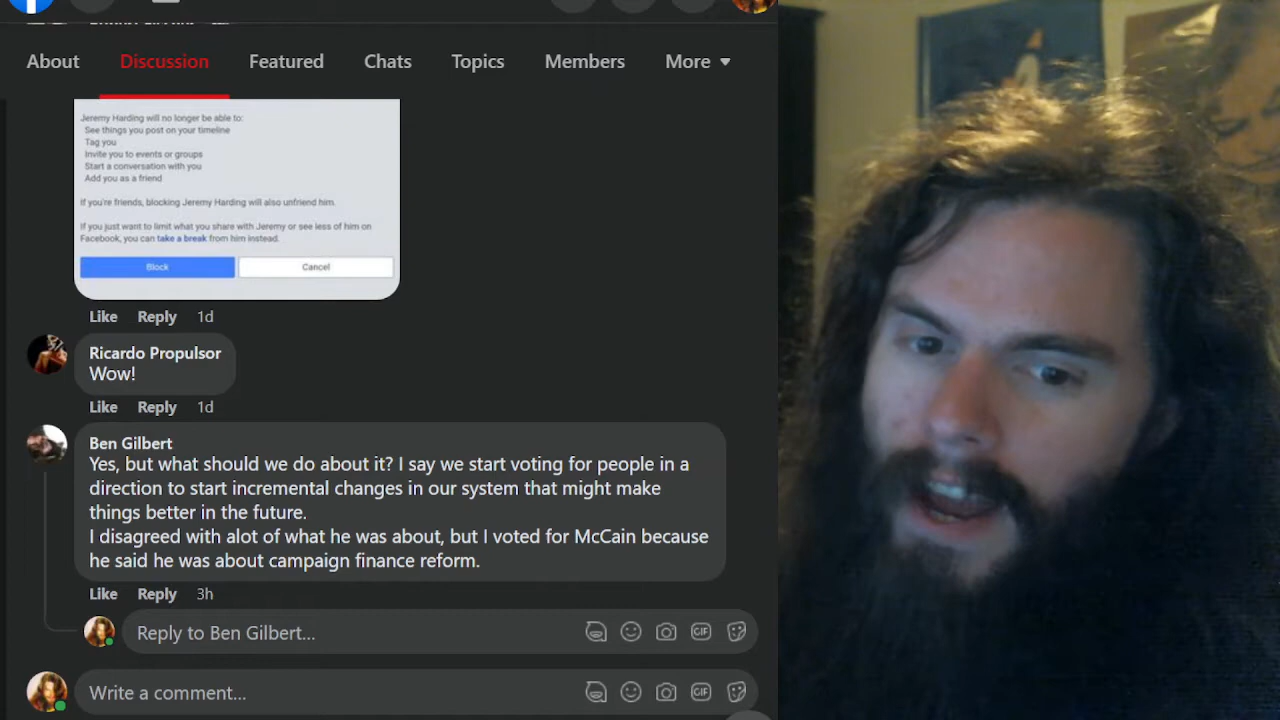 About Discussion Featured Chats Topics Members More
Jeremy Harding will no longer be able to:
See things you post on your timeline
Tag you
Invite you to events or groups
Start a conversation with you
Add you as a friend
If you're friends, blocking Jeremy Harding will also unfriend him.
If you just want to limit what you share with Jeremy or see less of him on
Facebook, you can take a break from him instead.
Block Cancel
Like Reply 1d
Ricardo Propulsor
Wow!
Like Reply 1d
Ben Gilbert
Yes, but what should we do about it? I say we start voting for people in a
direction to start incremental changes in our system that might make
things better in the future.
I disagreed with alot of what he was about, but I voted for McCain because
he said he was about campaign finance reform.
Like Reply 3h
Reply to Ben Gilbert...
GIF
Write a comment...
GIF